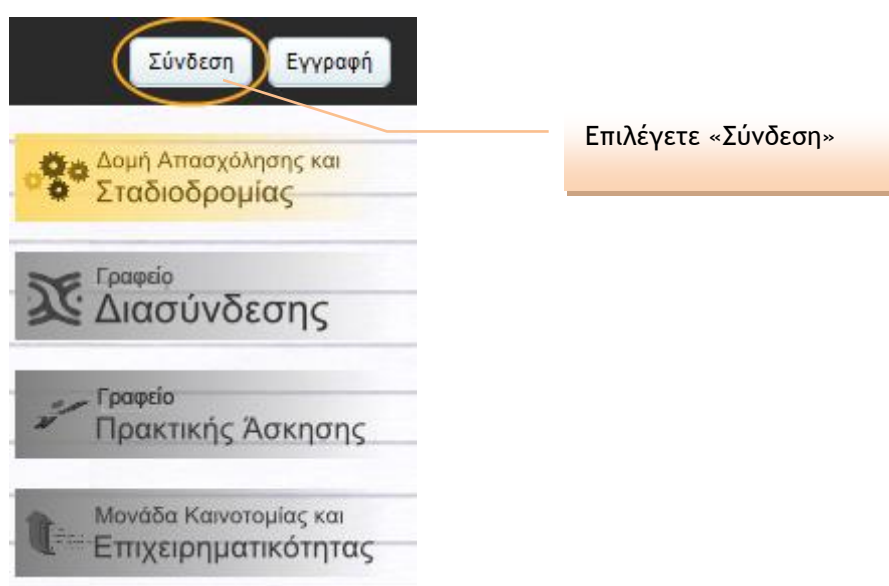 Σύνδεση Εγγραφή
Επιλέγετε «Σύνδεση»
Δομή Απασχόλησης και
Σταδιοδρομίας
Γραφείο
Διασύνδεσης
Γραφείο
Πρακτικής Άσκησης
Μονάδα Καινοτομίας και
Επιχειρηματικότητας